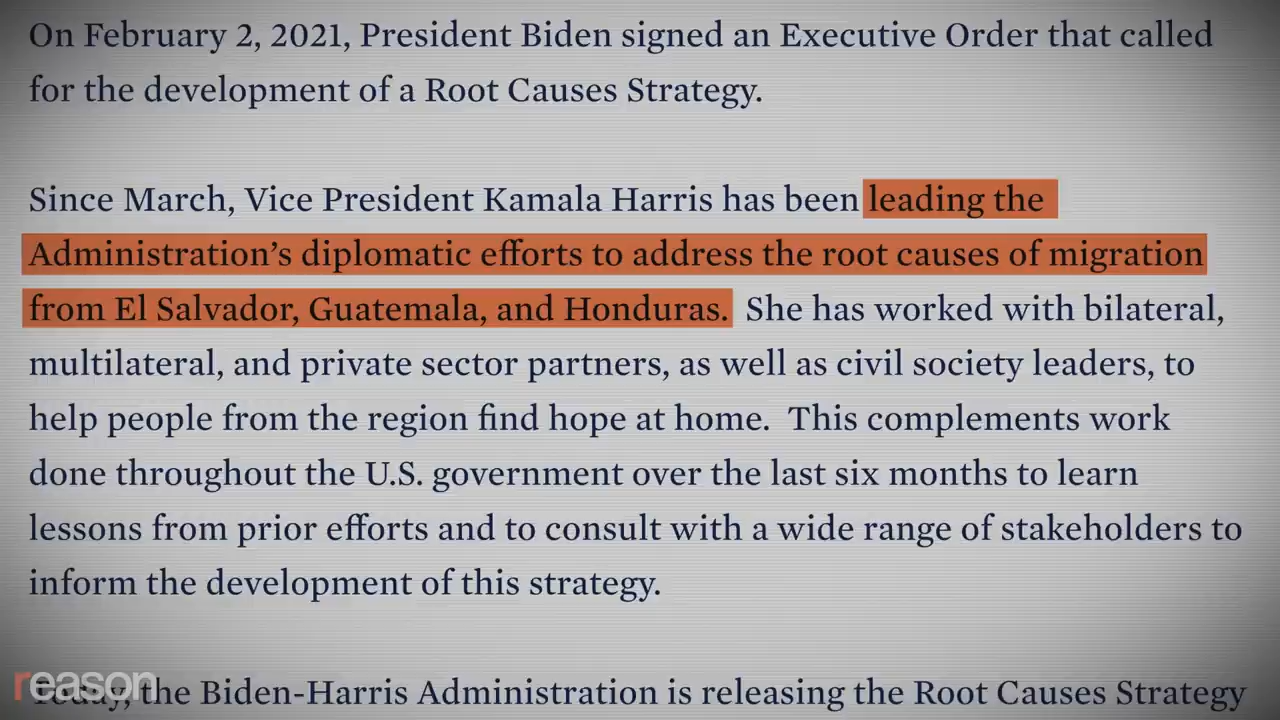 On February 2, 2021, President Biden signed an Executive Order that called
for the development of a Root Causes Strategy.
Since March, Vice President Kamala Harris has been leading the
Administration’s diplomatic efforts to address the root causes of migration
from El Salvador, Guatemala, and Honduras. She has worked with bilateral,
multilateral, and private sector partners, as well as civil society leaders, to
help people from the region find hope at home. This complements work
done throughout the U.S. government over the last six months to learn
lessons from prior efforts and to consult with a wide range of stakeholders to
inform the development of this strategy.
Today, the Biden-Harris Administration is releasing the Root Causes Strategy
reason